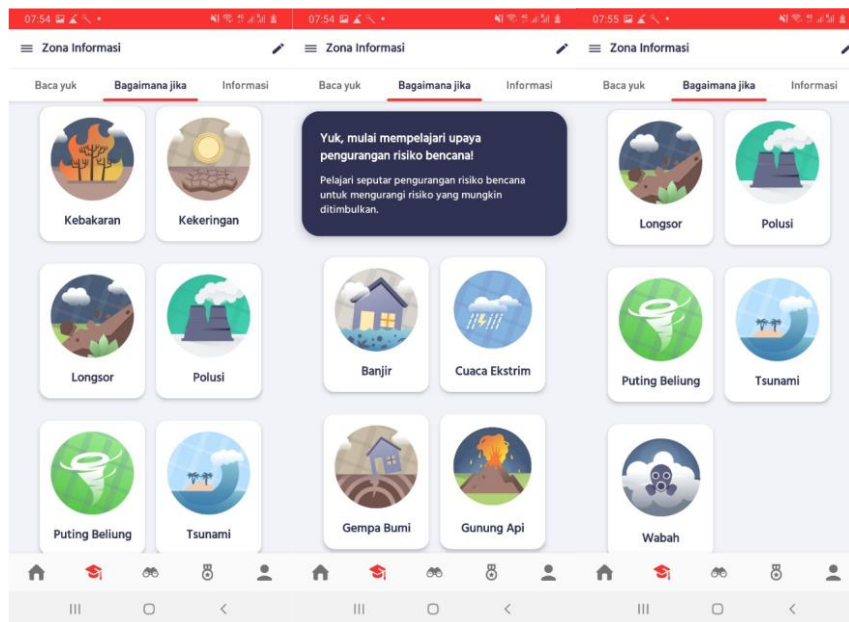 07:54
Zona Informasi
Baca yuk Bagaimana jika Informasi
Kebakaran Kekeringan
Longsor Polusi
Puting Beliung Tsunami
07:54
Zona Informasi
Baca yuk Bagaimana jika Informasi
Yuk, mulai mempelajari upaya
pengurangan risiko bencana!
Pelajari seputar pengurangan risiko bencana
untuk mengurangi risiko yang mungkin
ditimbulkan.
Banjir Cuaca Ekstrim
Gempa Bumi Gunung Api
07:55
Zona Informasi
Baca yuk Bagaimana jika Informasi
Longsor Polusi
Puting Beliung Tsunami
Wabah